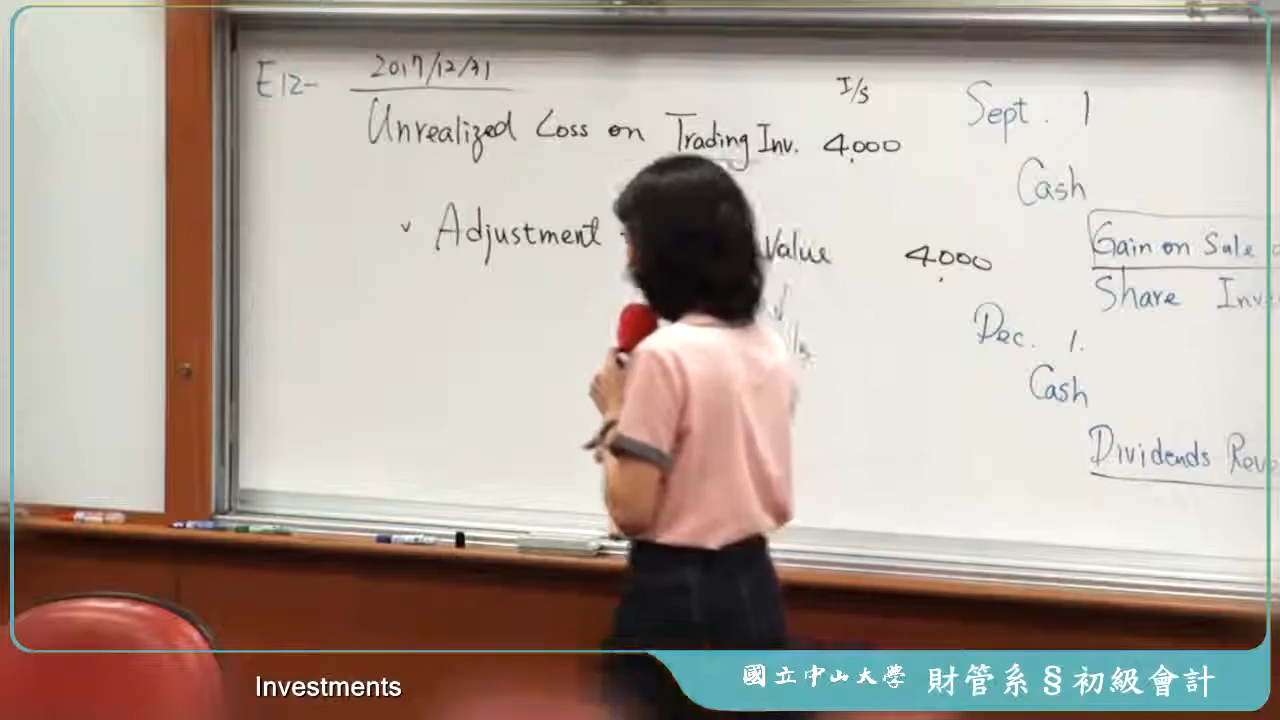 E12-
2017/12/31
I/S
Unrealized Loss on Trading Inv. 4,000
Adjustment Value 4,000
Sept. 1
Cash
Gain on Sale
Share Inv.
Dec. 1.
Cash
Dividends Reve
Investments
國立中山大學 財管系§初級會計